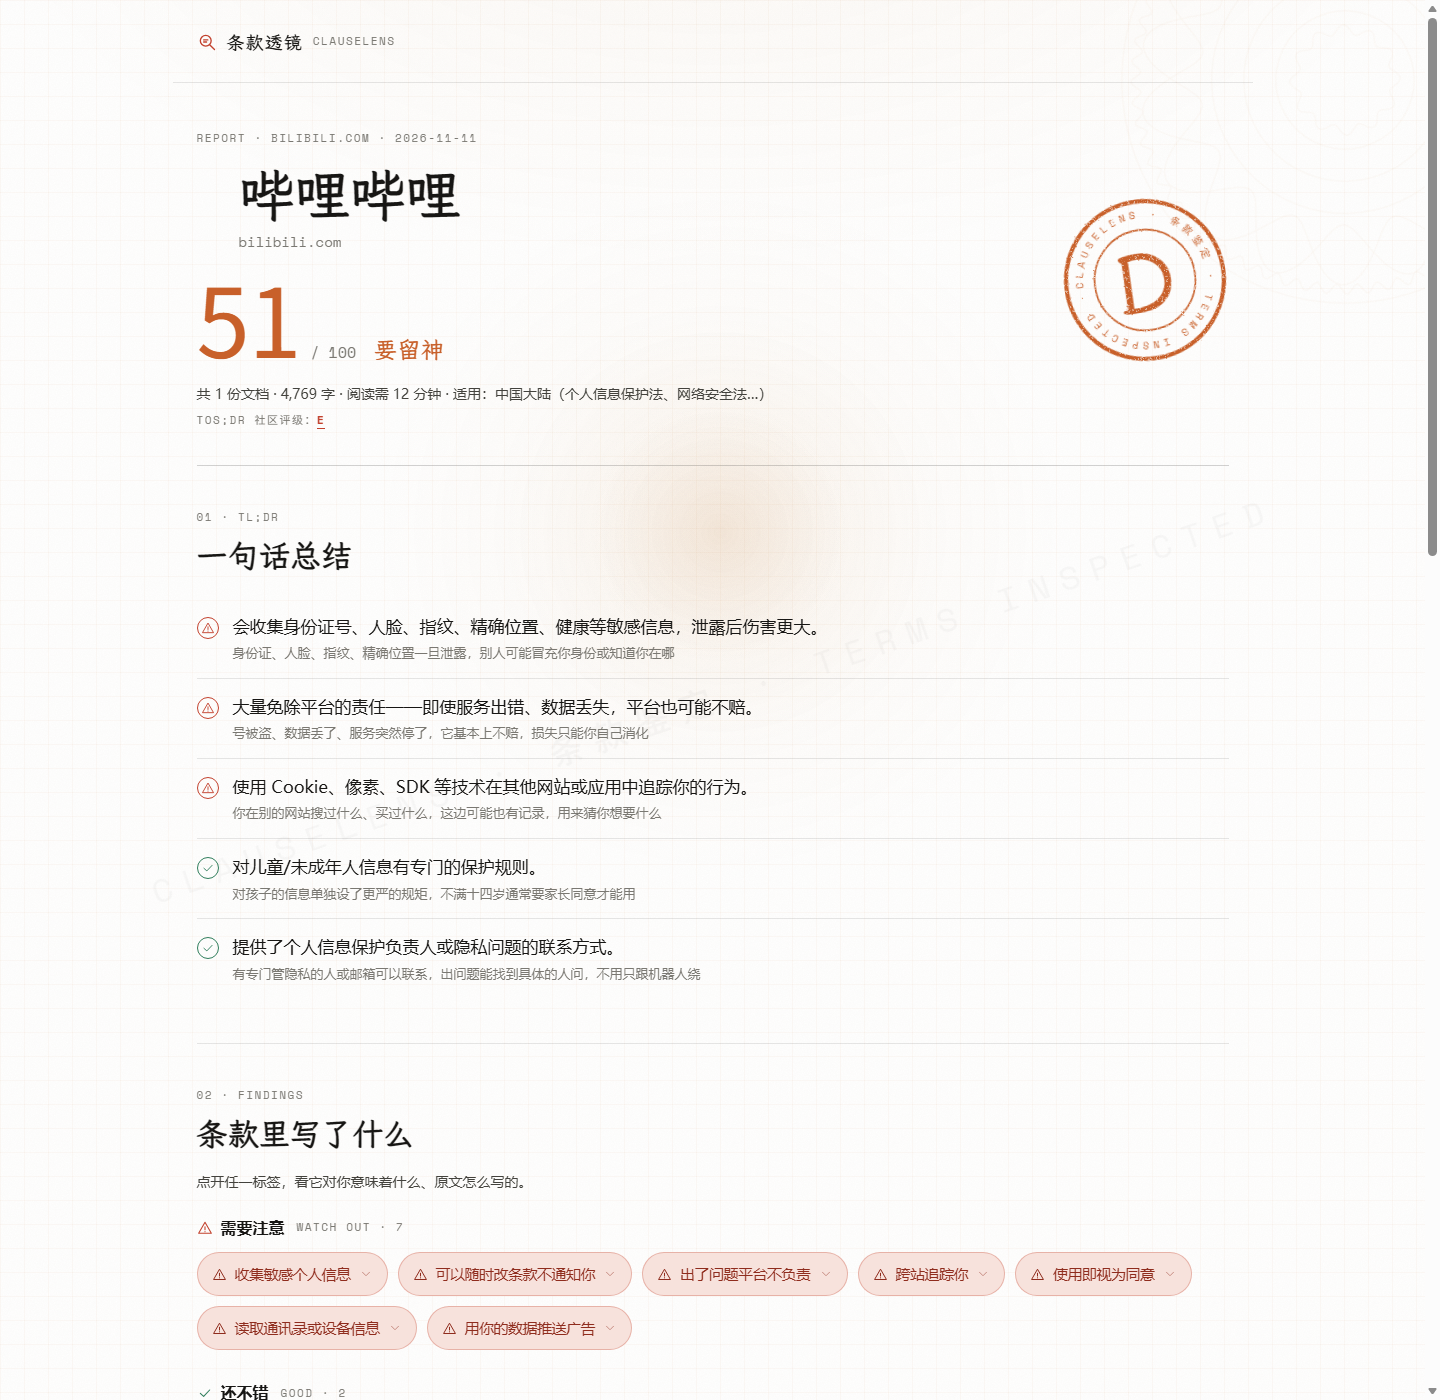 条款透镜 CLAUSELENS
REPORT · BILIBILI.COM · 2026-11-11
哔哩哔哩
bilibili.com
51 / 100 要留神
共 1 份文档 · 4,769 字 · 阅读需 12 分钟 · 适用：中国大陆（个人信息保护法、网络安全法…）
TOS;DR 社区评级： E
CLAUSELENS · 条款鉴定 · TERMS INSPECTED ·
D
01 · TL;DR
一句话总结
会收集身份证号、人脸、指纹、精确位置、健康等敏感信息，泄露后伤害更大。
身份证、人脸、指纹、精确位置一旦泄露，别人可能冒充你身份或知道你在哪
大量免除平台的责任——即使服务出错、数据丢失，平台也可能不赔。
号被盗、数据丢了、服务突然停了，它基本上不赔，损失只能你自己消化
使用 Cookie、像素、SDK 等技术在其他网站或应用中追踪你的行为。
你在别的网站搜过什么、买过什么，这边可能也有记录，用来猜你想要什么
对儿童/未成年人信息有专门的保护规则。
对孩子的信息单独设了更严的规矩，不满十四岁通常要家长同意才能用
提供了个人信息保护负责人或隐私问题的联系方式。
有专门管隐私的人或邮箱可以联系，出问题能找到具体的人问，不用只跟机器人绕
CLAUSELENS · 条款鉴定 · TERMS INSPECTED
02 · FINDINGS
条款里写了什么
点开任一标签，看它对你意味着什么、原文怎么写的。
需要注意 WATCH OUT · 7
收集敏感个人信息 可以随时改条款不通知你 出了问题平台不负责 跨站追踪你 使用即视为同意
读取通讯录或设备信息 用你的数据推送广告
还不错 GOOD · 2